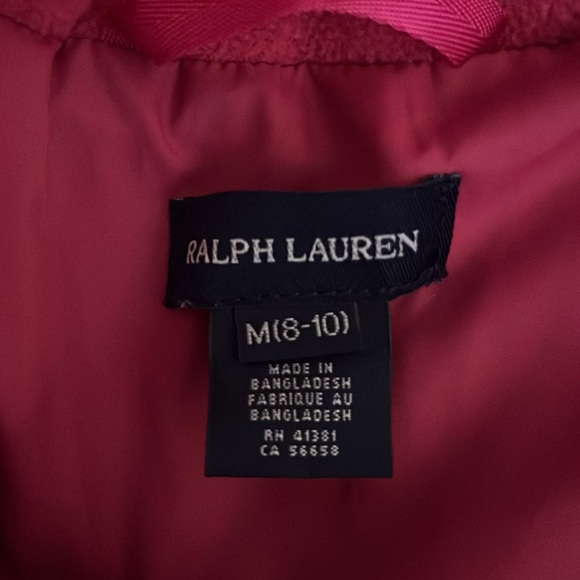 RALPH LAUREN
M(8-10)
MADE IN
BANGLADESH
FABRIQUE AU
BANGLADESH
RN 41381
CA 56658